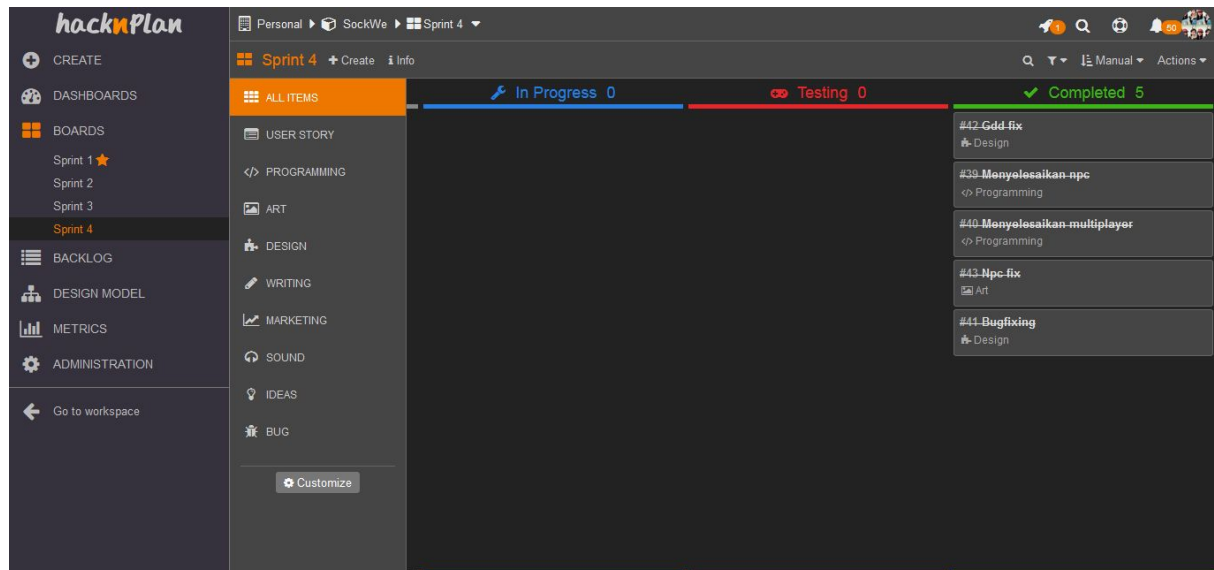 hacknPlan
Personal SockWe Sprint 4
1
50
CREATE
DASHBOARDS
BOARDS
Sprint 1
Sprint 2
Sprint 3
Sprint 4
BACKLOG
DESIGN MODEL
METRICS
ADMINISTRATION
Go to workspace
Sprint 4 + Create i Info
Manual Actions
ALL ITEMS
USER STORY
</> PROGRAMMING
ART
DESIGN
WRITING
MARKETING
SOUND
IDEAS
BUG
Customize
In Progress 0
Testing 0
Completed 5
#42 Gdd fix
Design
#39 Menyelesaikan npc
</> Programming
#40 Menyelesaikan multiplayer
</> Programming
#43 Npc fix
Art
#41 Bugfixing
Design